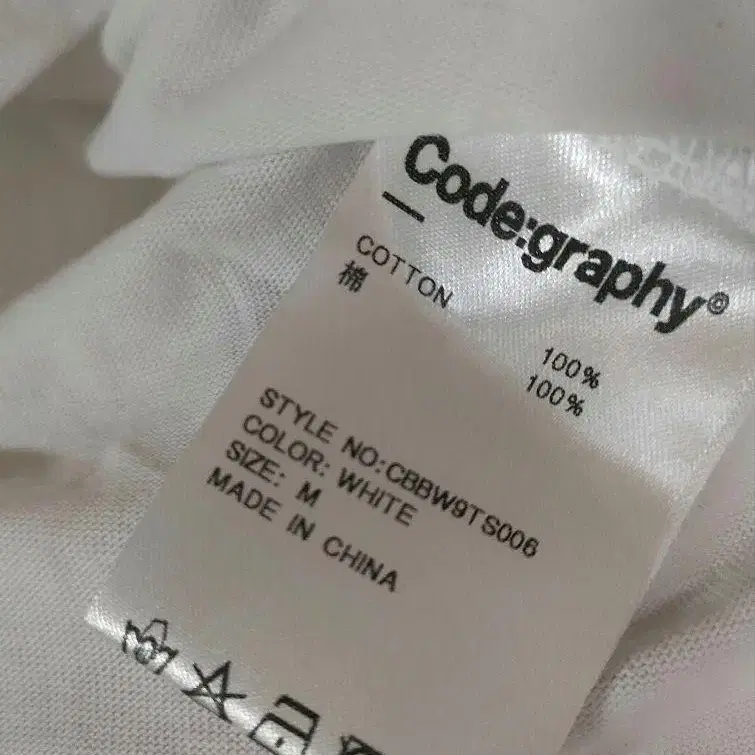 Code:graphy©
COTTON 100%
棉 100%
STYLE NO:CBBW9TS006
COLOR: WHITE
SIZE: M
MADE IN CHINA